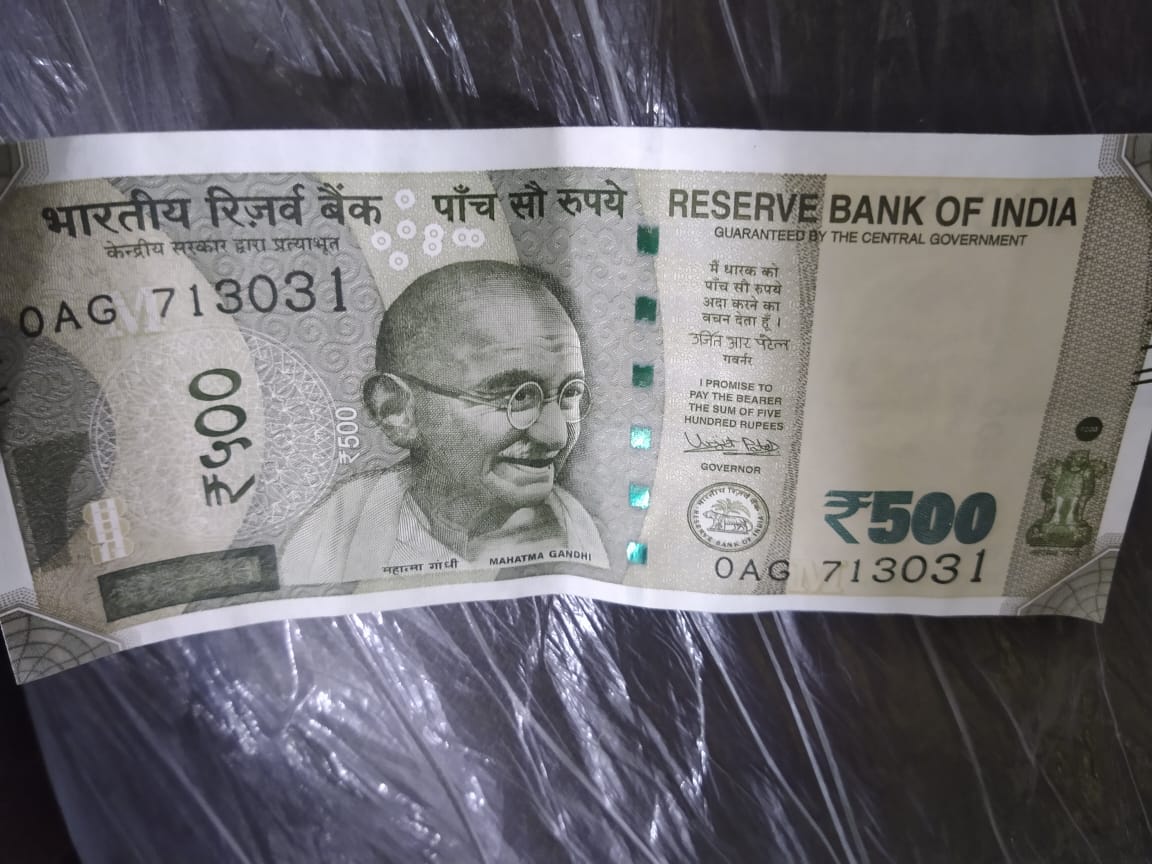 भारतीय रिज़र्व बैंक
केन्द्रीय सरकार द्वारा प्रत्याभूत
0AG 713031
₹५००
₹500
महात्मा गांधी
MAHATMA GANDHI
पाँच सौ रुपये
RESERVE BANK OF INDIA
GUARANTEED BY THE CENTRAL GOVERNMENT
मैं धारक को
पाँच सौ रुपये
अदा करने का
वचन देता हूँ ।
उर्जित आर पटेल
गवर्नर
I PROMISE TO
PAY THE BEARER
THE SUM OF FIVE
HUNDRED RUPEES
GOVERNOR
भारतीय रिज़र्व बैंक
RESERVE BANK OF INDIA
₹500
0AG 713031